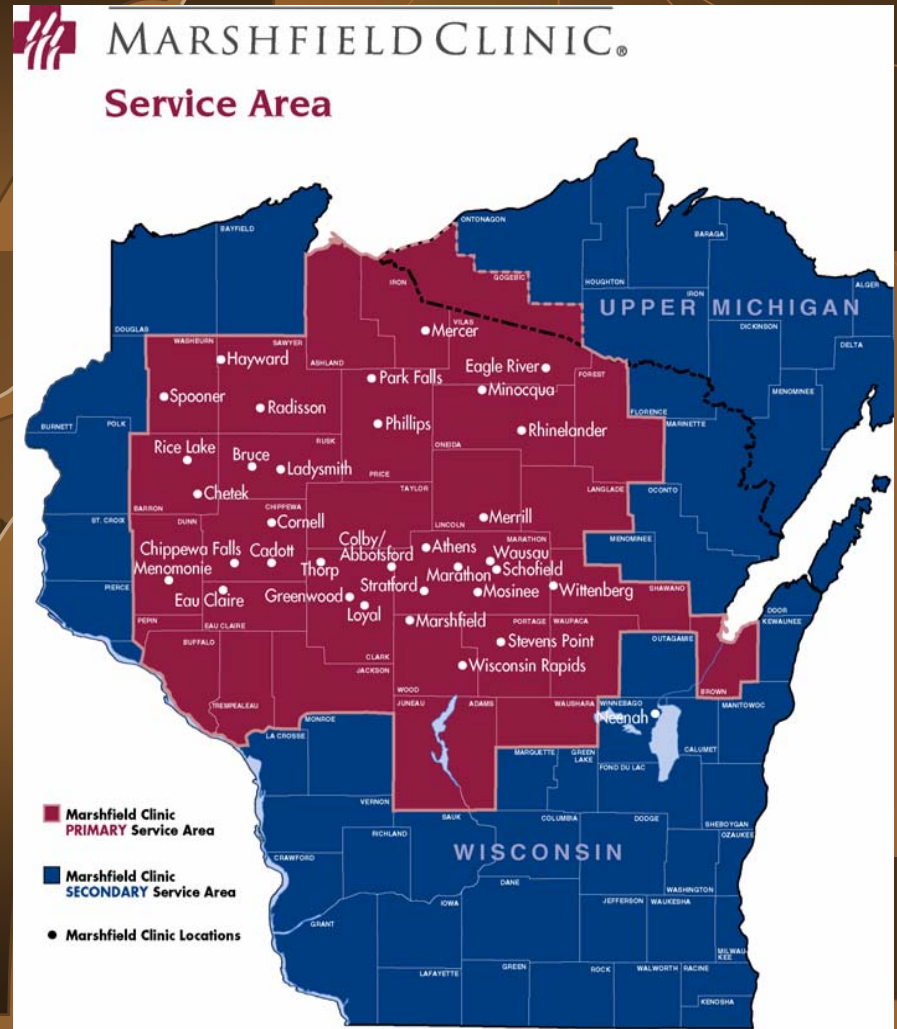 MARSHFIELD CLINIC®
Service Area
ONTONAGON
BAYFIELD
BARAGA
HOUGHTON
GOGEBIC
IRON
IRON
ALGER
UPPER MICHIGAN
DOUGLAS
VILAS
Mercer
DICKINSON
WASHBURN
SAWYER
ASHLAND
DELTA
Hayward
Eagle River
Park Falls
FOREST
Minocqua
MENOMINEE
Spooner
Radisson
FLORENCE
MARINETTE
BURNETT
POLK
Phillips
Rhinelander
RUSK
ONEIDA
Rice Lake
Bruce
Ladysmith
PRICE
TAYLOR
LANGLADE
OCONTO
Chetek
BARRON
CHIPPEWA
ST. CROIX
DUNN
Cornell
LINCOLN
Merrill
MENOMINEE
MARATHON
Colby/
Abbotsford
Athens
Wausau
Chippewa Falls
Cadott
Thorp
Marathon
Schofield
Menomonie
Stratford
Mosinee
Wittenberg
SHAWANO
PIERCE
Eau Claire
Greenwood
Loyal
DOOR
KEWAUNEE
PEPIN
EAU CLAIRE
Marshfield
PORTAGE
WAUPACA
OUTAGAMIE
BUFFALO
CLARK
Stevens Point
JACKSON
Wisconsin Rapids
WOOD
BROWN
TREMPEALEAU
JUNEAU
ADAMS
WAUSHARA
WINNEBAGO
MANITOWOC
MONROE
Neenah
LA CROSSE
MARQUETTE
GREEN
LAKE
CALUMET
FOND DU LAC
VERNON
SAUK
COLUMBIA
DODGE
SHEBOYGAN
OZAUKEE
RICHLAND
WISCONSIN
CRAWFORD
DANE
WASHINGTON
IOWA
JEFFERSON
WAUKESHA
GRANT
MILWAU-
KEE
LAFAYETTE
GREEN
ROCK
WALWORTH
RACINE
KENOSHA
Marshfield Clinic
PRIMARY Service Area
Marshfield Clinic
SECONDARY Service Area
Marshfield Clinic Locations